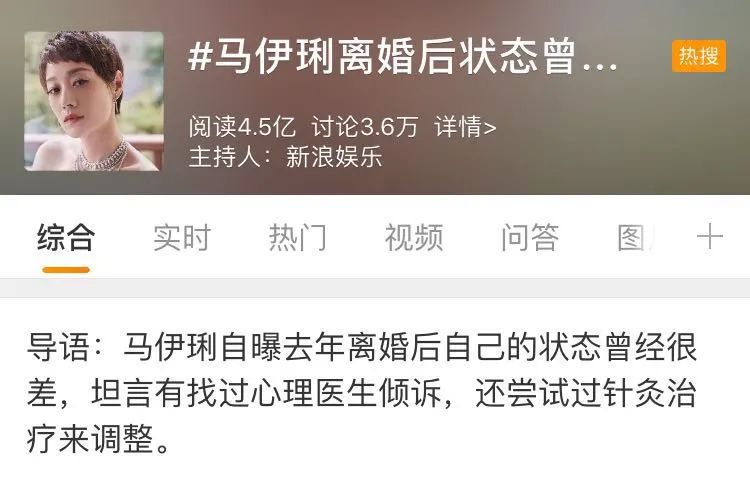 #马伊琍离婚后状态曾...
热搜
阅读4.5亿 讨论3.6万 详情>
主持人：新浪娱乐
综合 实时 热门 视频 问答 图
导语：马伊琍自曝去年离婚后自己的状态曾经很
差，坦言有找过心理医生倾诉，还尝试过针灸治
疗来调整。